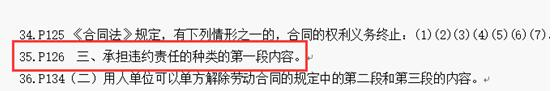 34.P125《合同法》规定，有下列情形之一的，合同的权利义务终止：(1)(2)(3)(4)(5)(6)(7).
35.P126 三、承担违约责任的种类的第一段内容。
36.P134（二）用人单位可以单方解除劳动合同的规定中的第二段和第三段的内容。